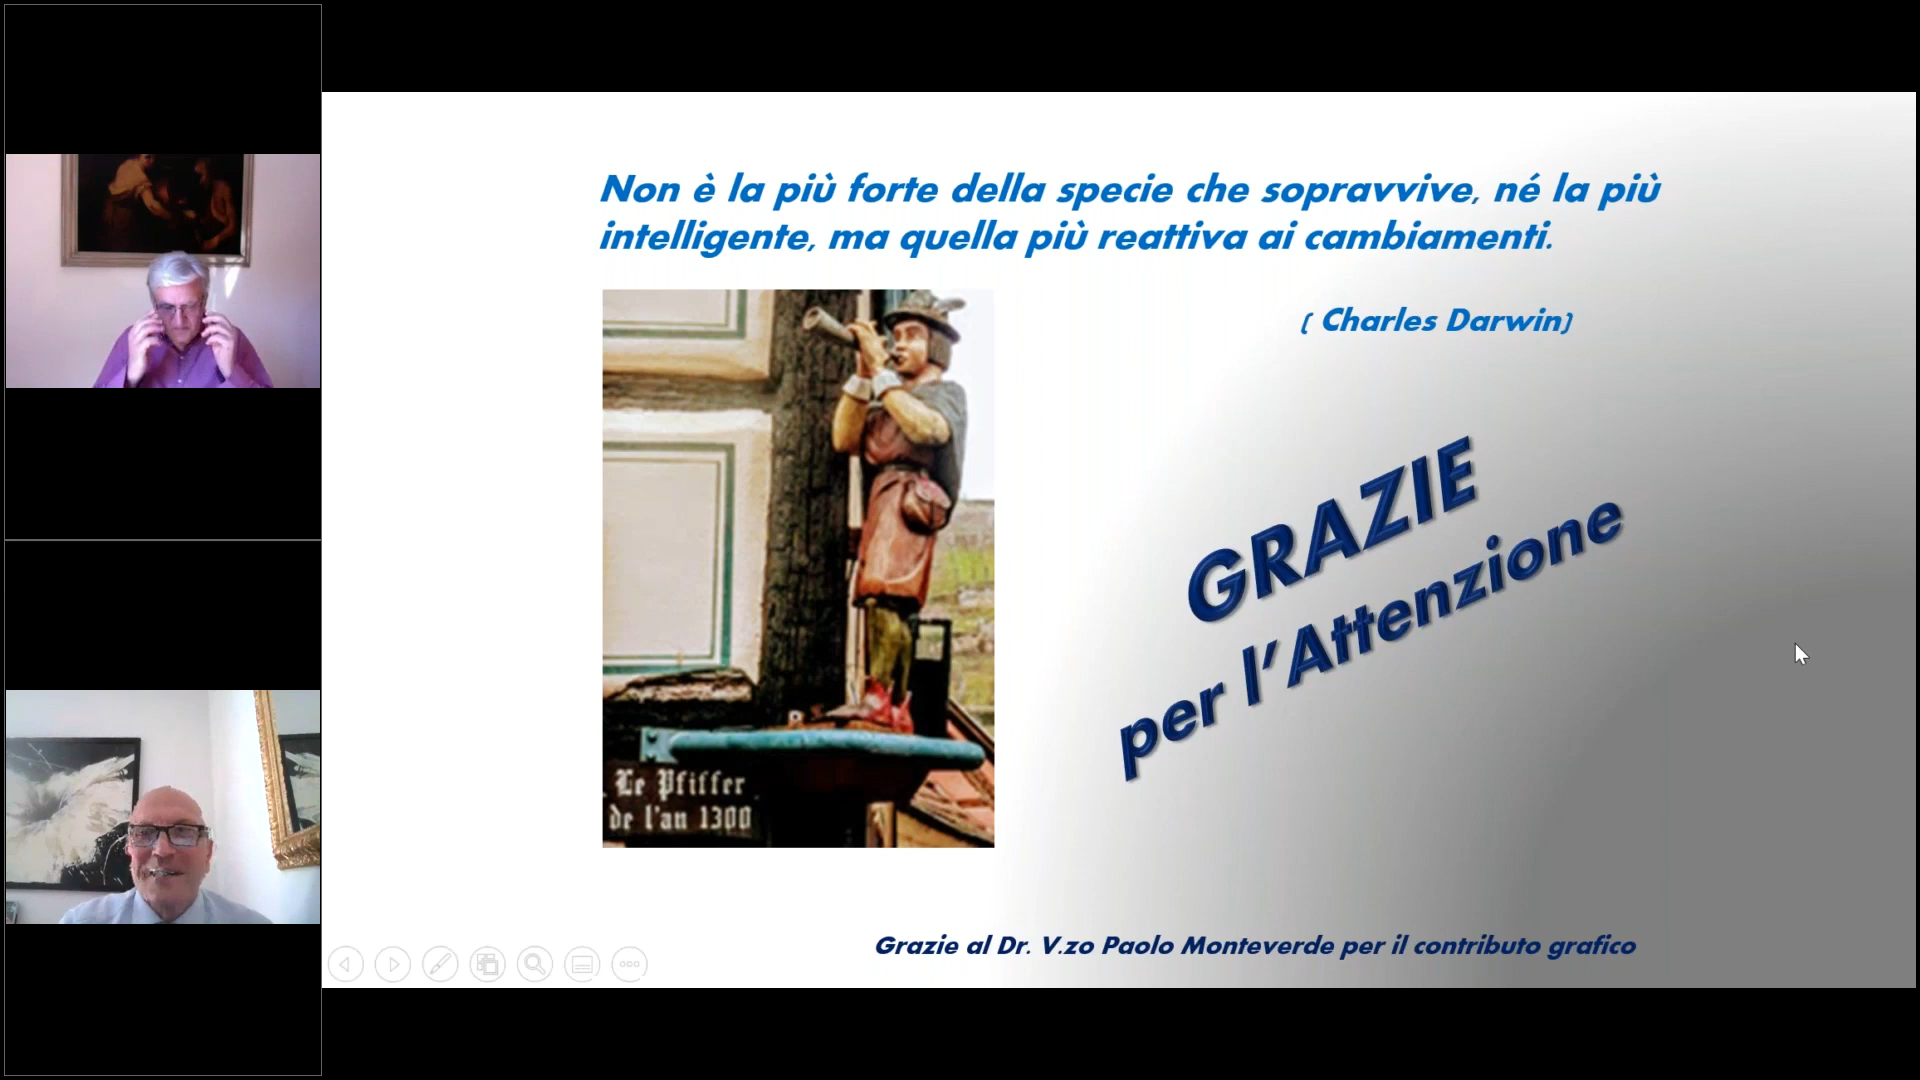 Non è la più forte della specie che sopravvive, né la più
intelligente, ma quella più reattiva ai cambiamenti.
( Charles Darwin)
GRAZIE
per l'Attenzione
Le Pfiffer
de l'an 1300
Grazie al Dr. V.zo Paolo Monteverde per il contributo grafico